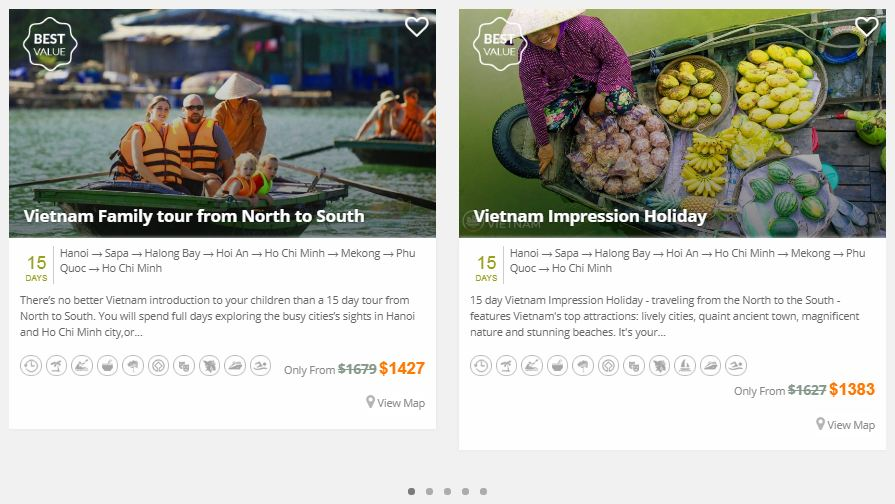 BEST
VALUE
Vietnam Family tour from North to South
15
DAYS
Hanoi → Sapa → Halong Bay → Hoi An → Ho Chi Minh → Mekong → Phu
Quoc → Ho Chi Minh
There's no better Vietnam introduction to your children than a 15 day tour from
North to South. You will spend full days exploring the busy cities's sights in Hanoi
and Ho Chi Minh city,or...
Only From $1679 $1427
View Map
BEST
VALUE
VIETNAM
Vietnam Impression Holiday
15
DAYS
Hanoi → Sapa → Halong Bay → Hoi An → Ho Chi Minh → Mekong → Phu
Quoc → Ho Chi Minh
15 day Vietnam Impression Holiday - traveling from the North to the South -
features Vietnam's top attractions: lively cities, quaint ancient town, magnificent
nature and stunning beaches. It's your...
Only From $1627 $1383
View Map